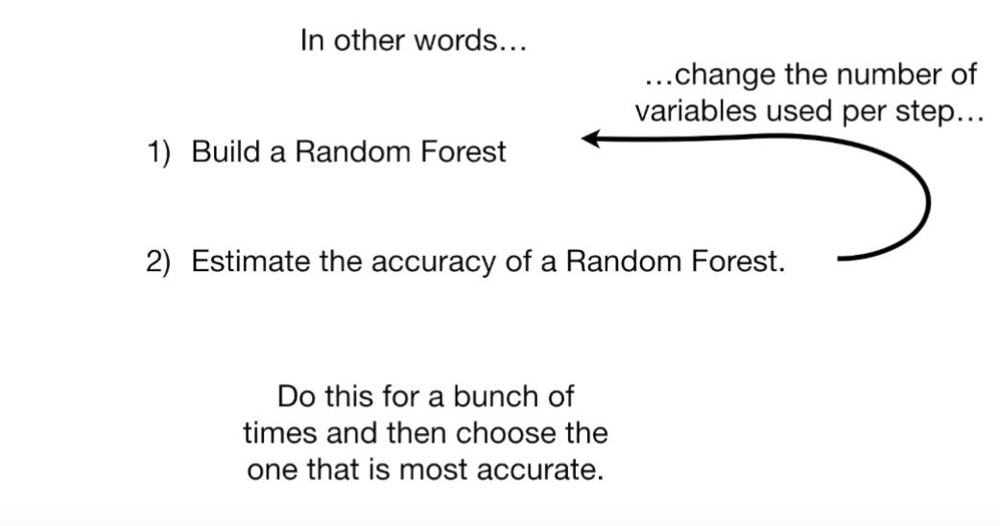 In other words…
…change the number of
variables used per step…
1) Build a Random Forest
2) Estimate the accuracy of a Random Forest.
Do this for a bunch of
times and then choose the
one that is most accurate.